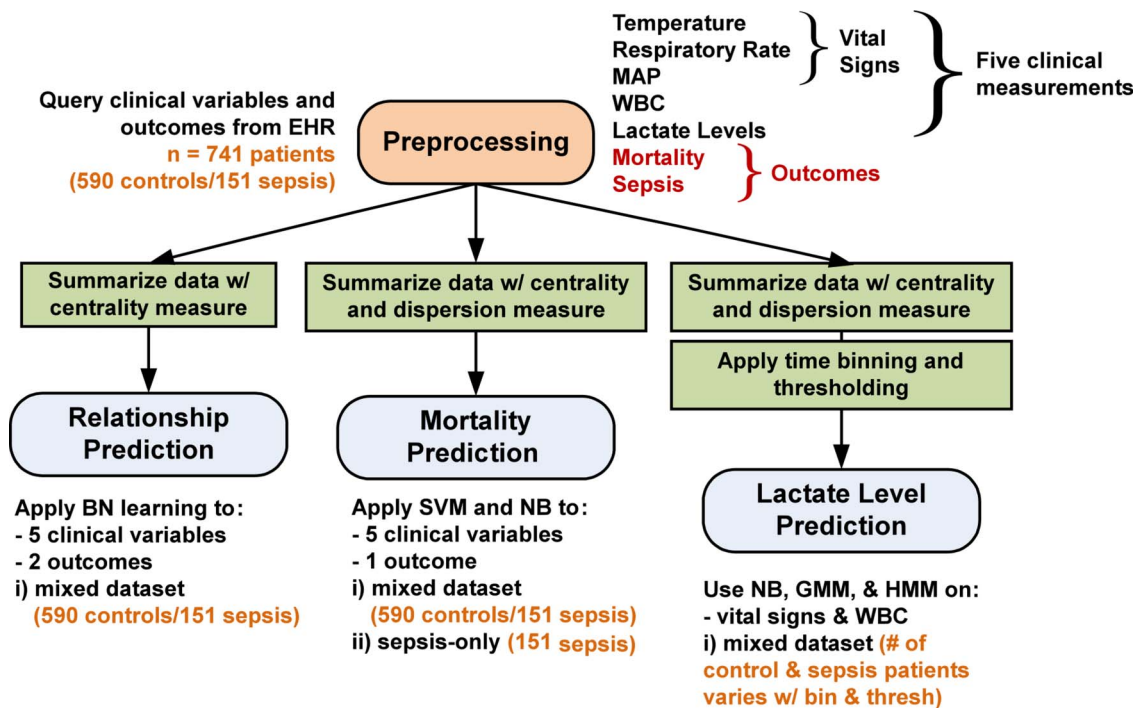 Query clinical variables and
outcomes from EHR
n = 741 patients
(590 controls/151 sepsis)
Preprocessing
Temperature
Respiratory Rate
MAP
WBC
Lactate Levels
Mortality
Sepsis
Vital
Signs
Five clinical
measurements
Outcomes
Summarize data w/
centrality measure
Relationship
Prediction
Apply BN learning to:
- 5 clinical variables
- 2 outcomes
i) mixed dataset
(590 controls/151 sepsis)
Summarize data w/ centrality
and dispersion measure
Mortality
Prediction
Apply SVM and NB to:
- 5 clinical variables
- 1 outcome
i) mixed dataset
(590 controls/151 sepsis)
ii) sepsis-only (151 sepsis)
Summarize data w/ centrality
and dispersion measure
Apply time binning and
thresholding
Lactate Level
Prediction
Use NB, GMM, & HMM on:
- vital signs & WBC
i) mixed dataset (# of
control & sepsis patients
varies w/ bin & thresh)